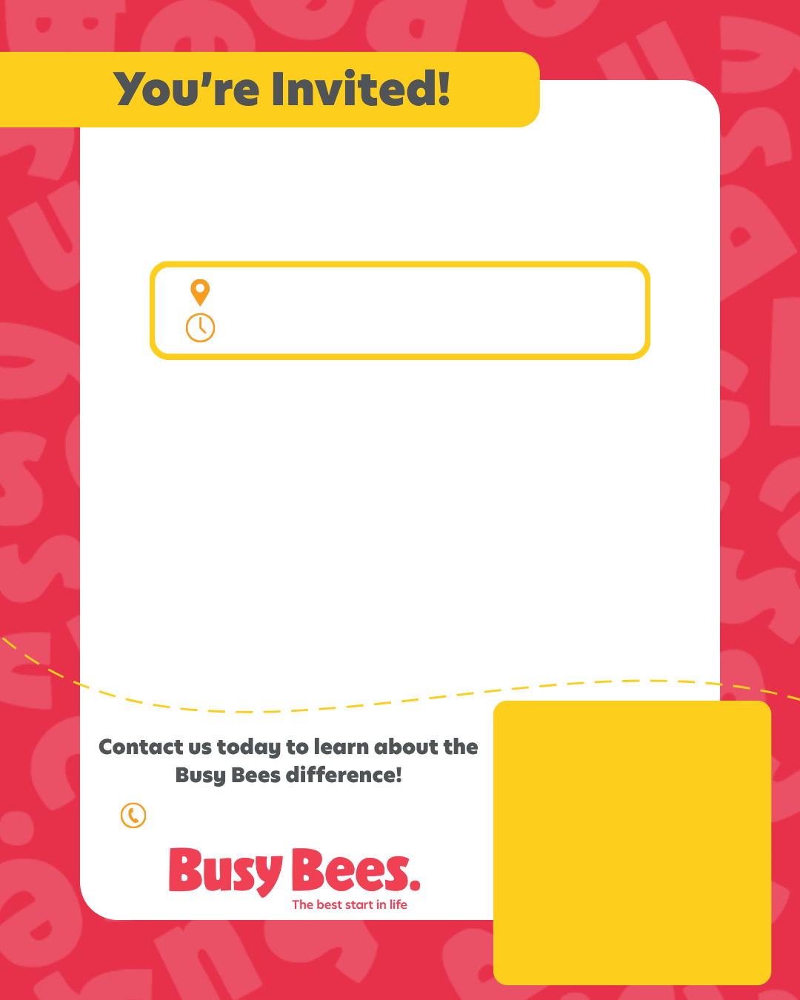 You're Invited!
Contact us today to learn about the
Busy Bees difference!
Busy Bees.
The best start in life